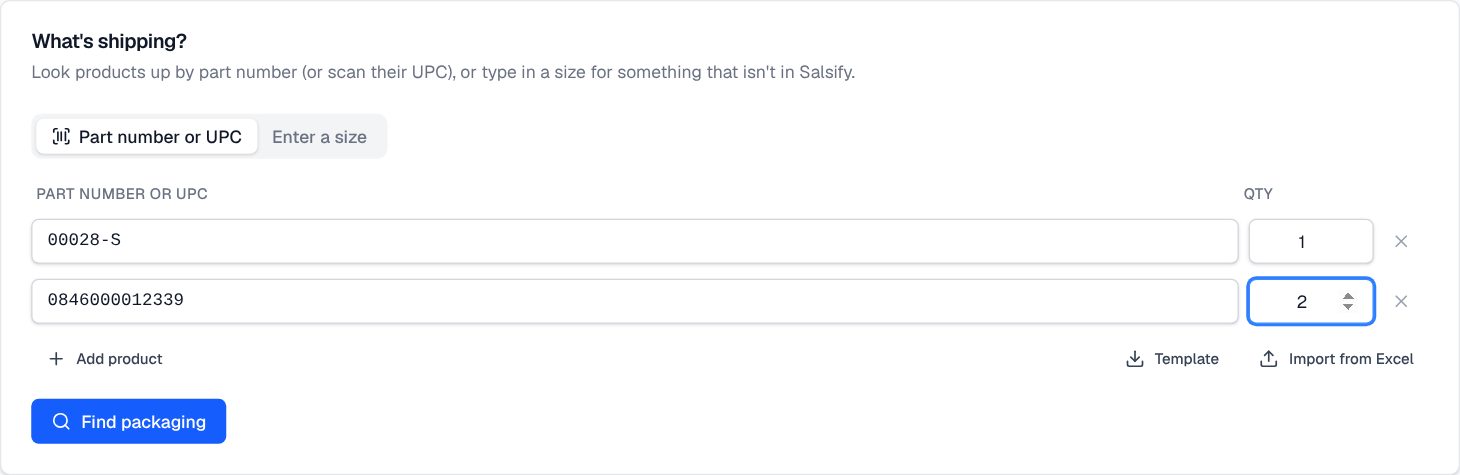 What's shipping?
Look products up by part number (or scan their UPC), or type in a size for something that isn't in Salsify.
Part number or UPC Enter a size
PART NUMBER OR UPC QTY
00028-S 1
0846000012339 2
Add product Template Import from Excel
Find packaging